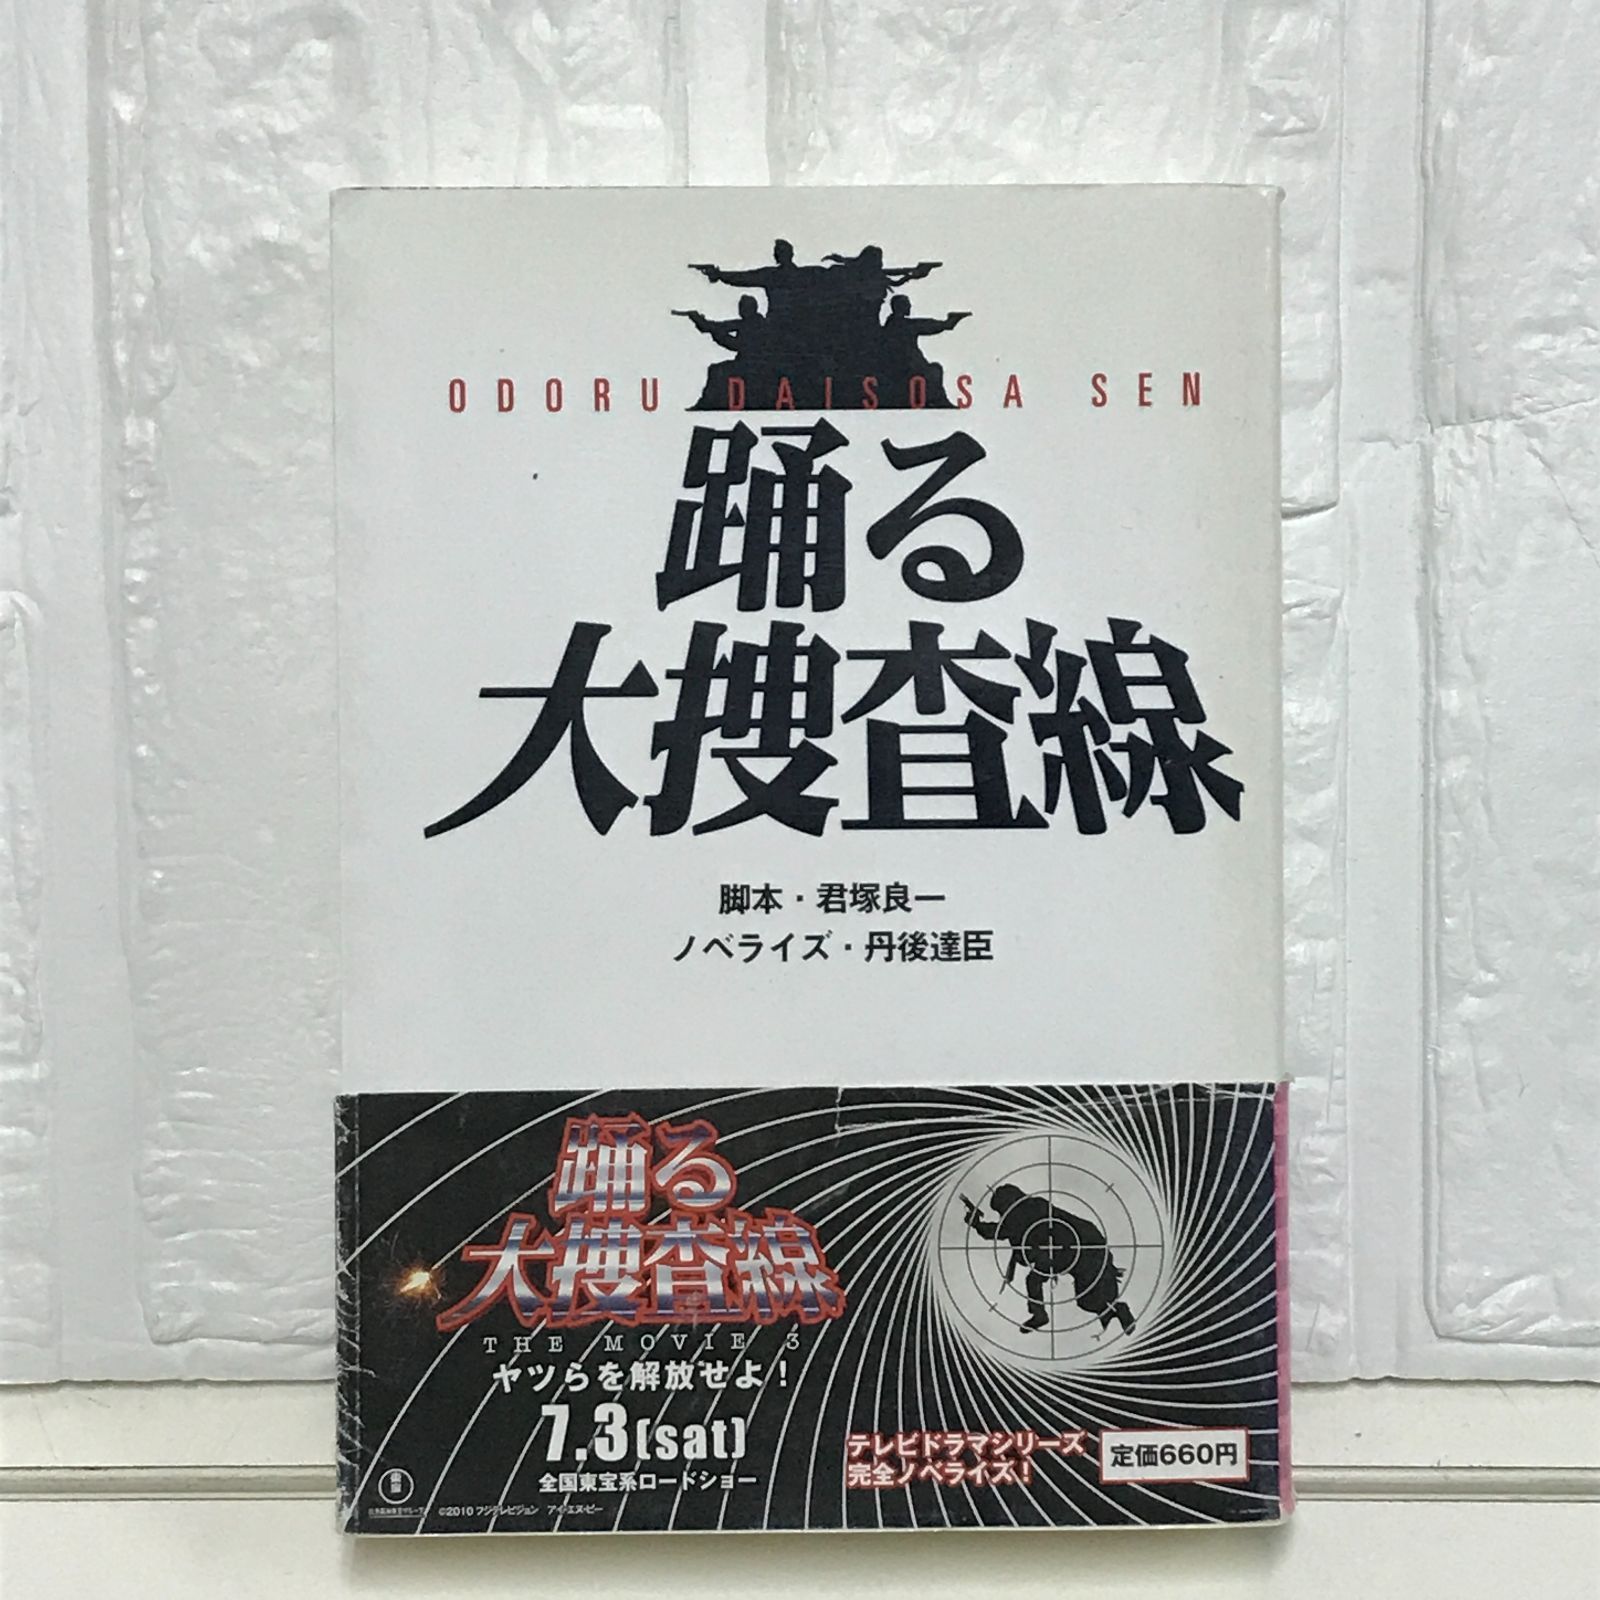 ODORU DAISOSA SEN
踊る
大捜査線
脚本・君塚良一
ノベライズ・丹後達臣
踊る
大捜査線
THE MOVIE 3
ヤツらを解放せよ!
7.3(sat)
全国東宝系ロードショー
テレビドラマシリーズ
完全ノベライズ!
定価660円
東宝
©2010 フジテレビジョン アイ・エヌ・ピー